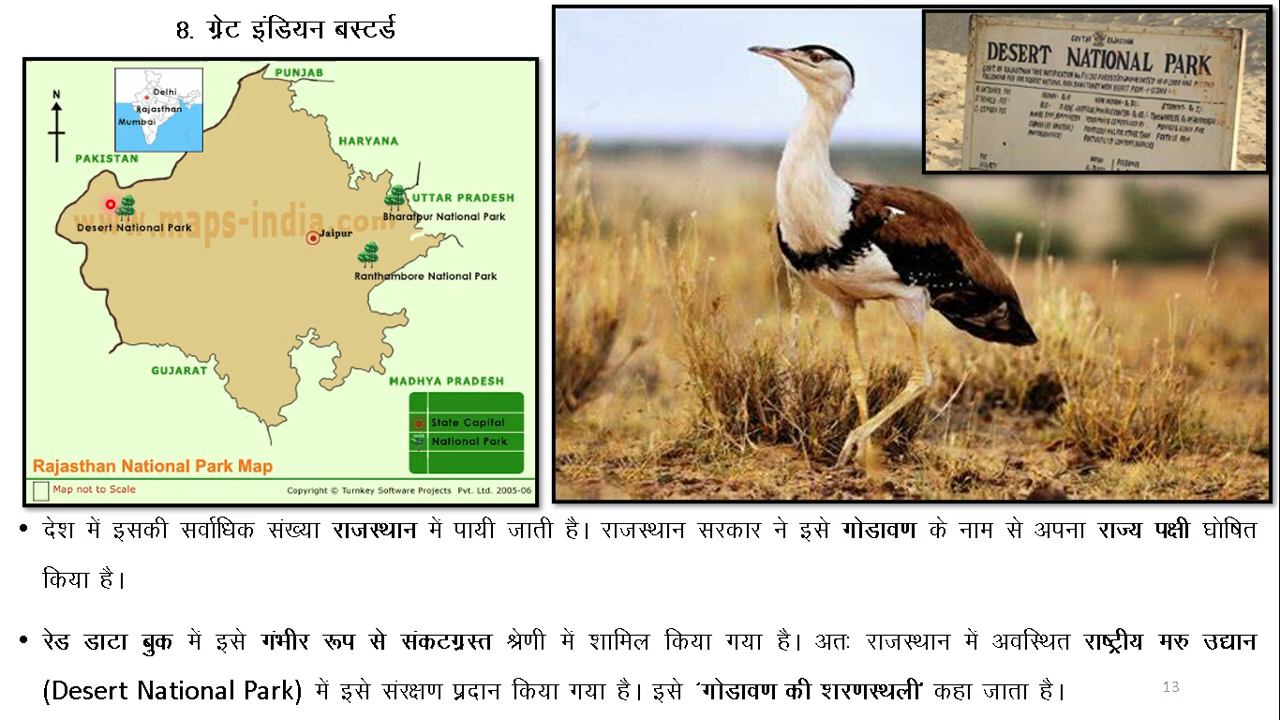 8. ग्रेट इंडियन बस्टर्ड
PUNJAB
Delhi
Rajasthan
Mumbai
N
HARYANA
PAKISTAN
UTTAR PRADESH
Bharatpur National Park
www.maps-india.com
Desert National Park
Jaipur
Ranthambore National Park
GUJARAT
MADHYA PRADESH
State Capital
National Park
Rajasthan National Park Map
Map not to Scale
Copyright © Turnkey Software Projects Pvt. Ltd. 2005-06
DESERT NATIONAL PARK
• देश में इसकी सर्वाधिक संख्या राजस्थान में पायी जाती है। राजस्थान सरकार ने इसे गोडावण के नाम से अपना राज्य पक्षी घोषित
किया है।
• रेड डाटा बुक में इसे गंभीर रूप से संकटग्रस्त श्रेणी में शामिल किया गया है। अतः राजस्थान में अवस्थित राष्ट्रीय मरु उद्यान
(Desert National Park) में इसे संरक्षण प्रदान किया गया है। इसे 'गोडावण की शरणस्थली' कहा जाता है।
13